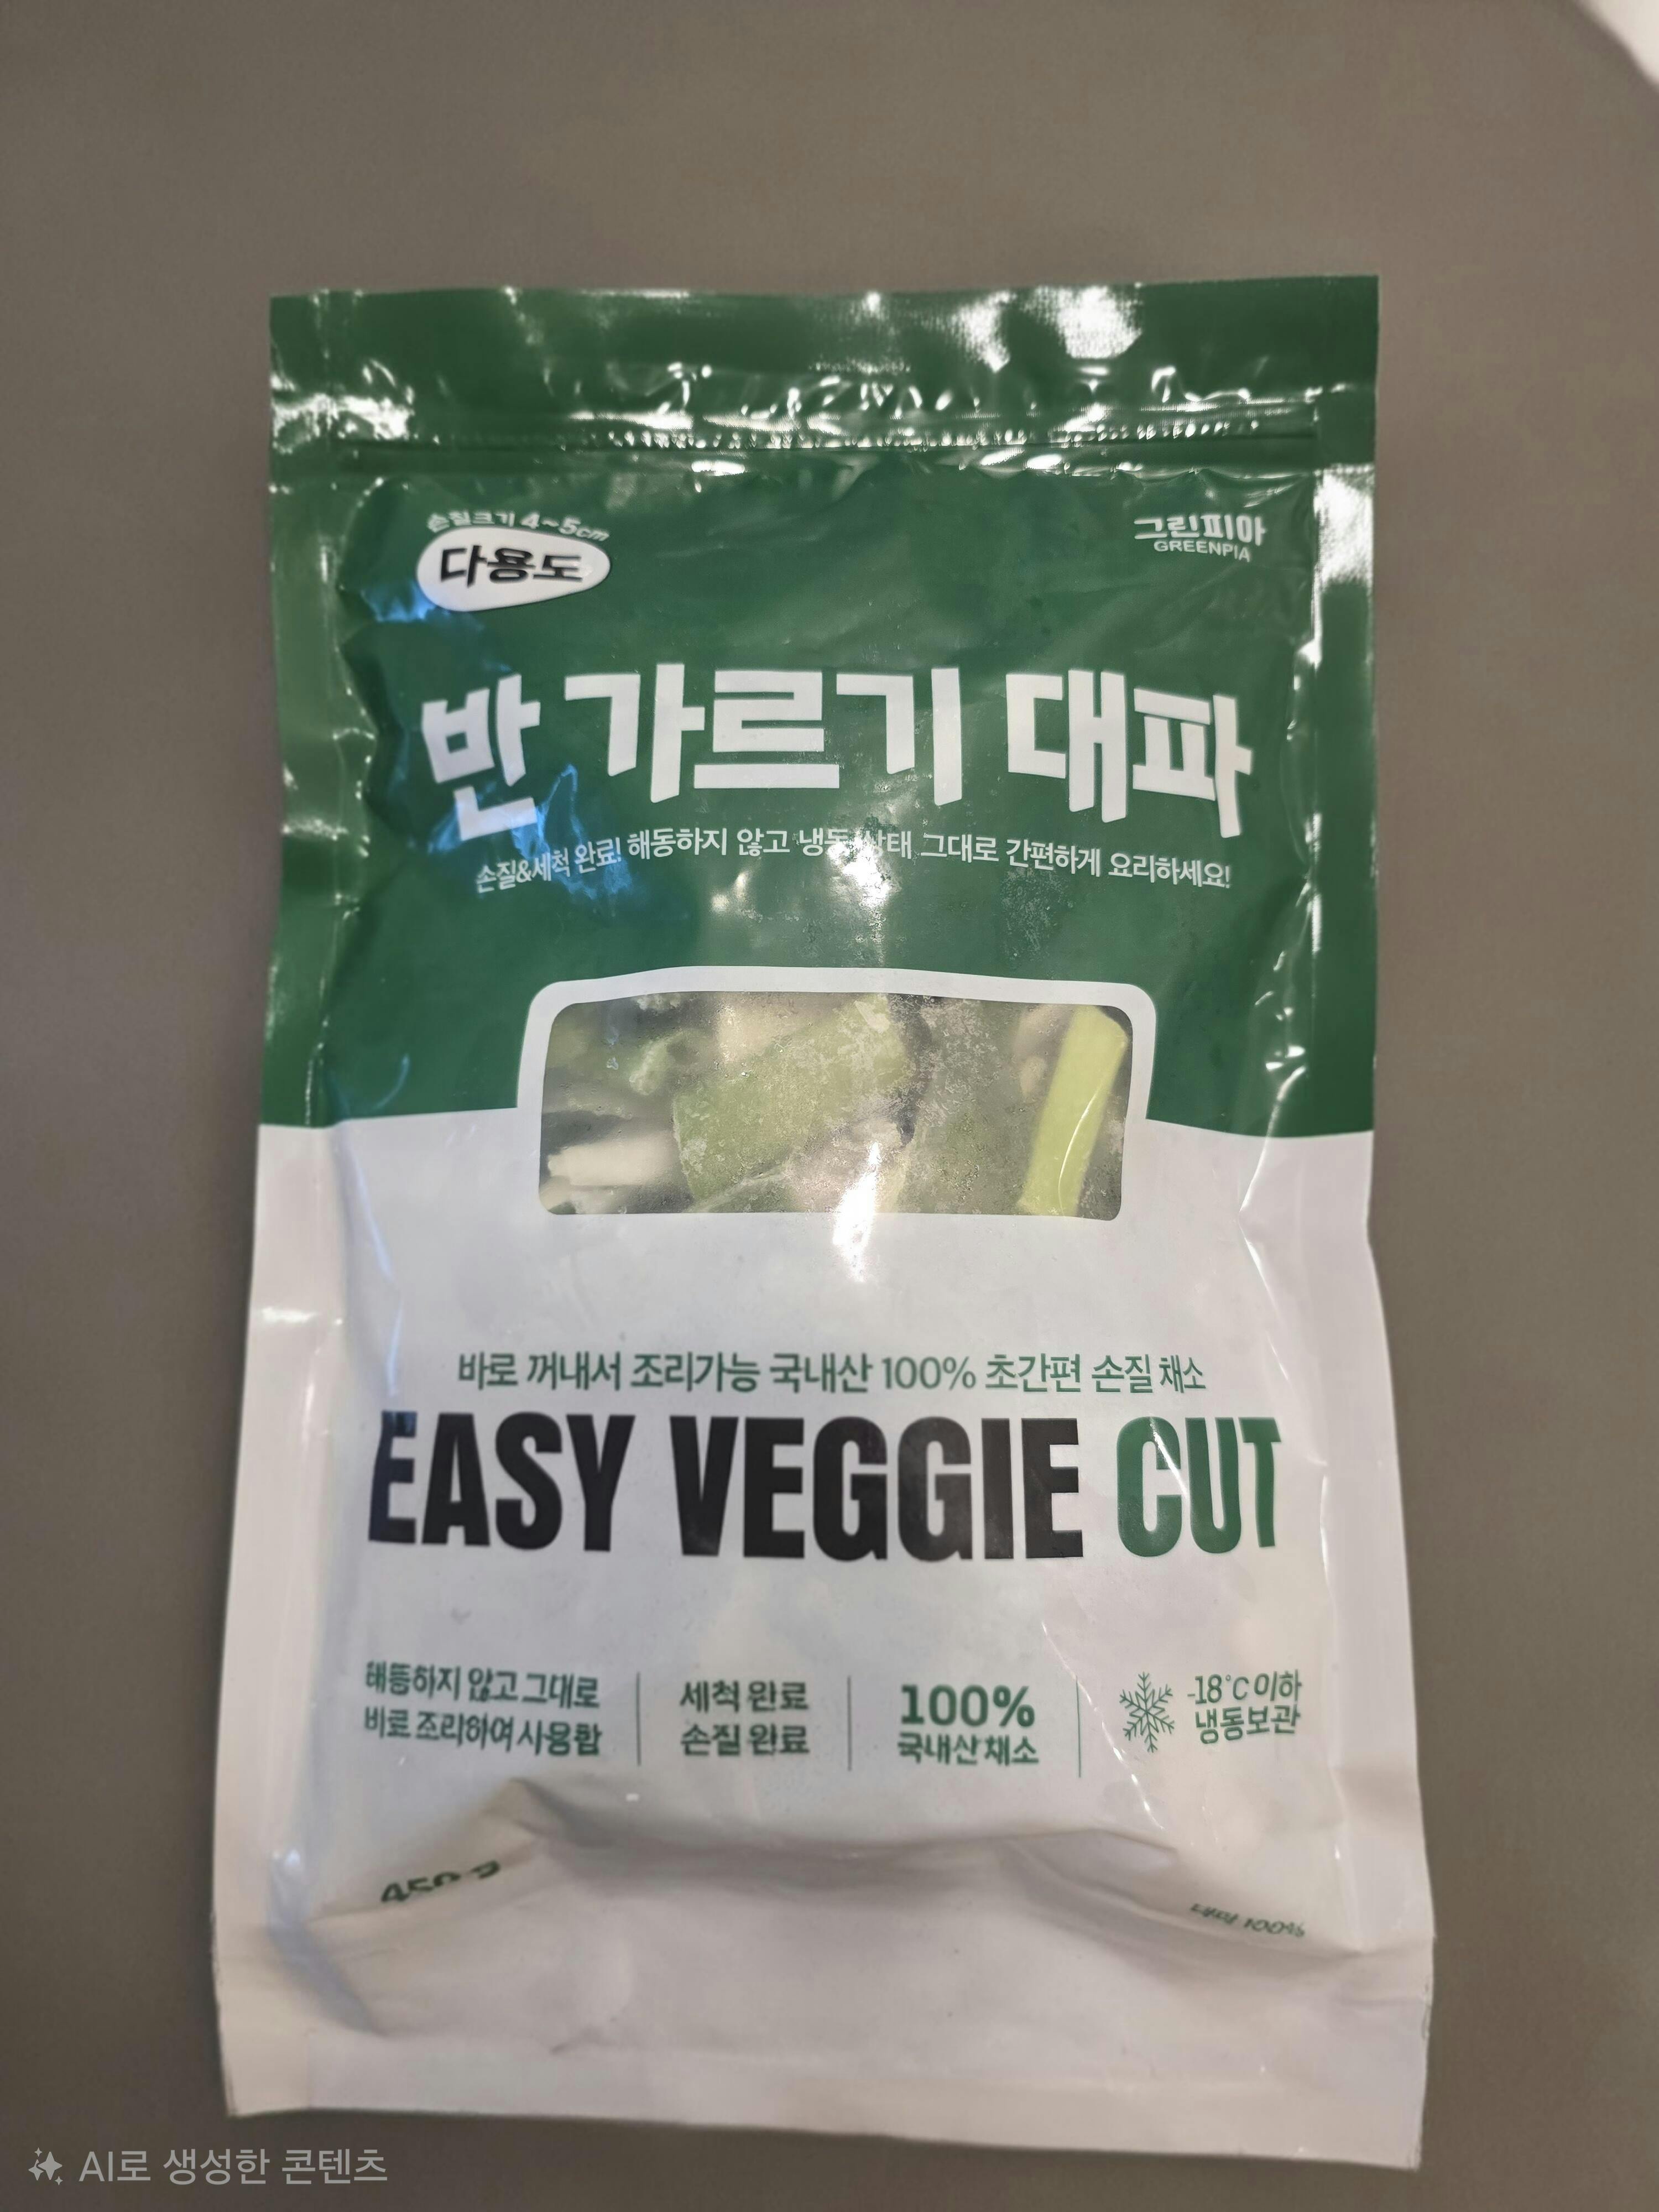 손질크기 4~5cm
다용도
그린피아
GREENPIA
반 가르기 대파
손질&세척 완료! 해동하지 않고 냉동상태 그대로 간편하게 요리하세요!
바로 꺼내서 조리가능 국내산 100% 초간편 손질 채소
EASY VEGGIE CUT
해동하지 않고 그대로
바로 조리하여 사용함
세척 완료
손질 완료
100%
국내산 채소
-18°C 이하
냉동보관
450 g
100%
AI로 생성한 콘텐츠